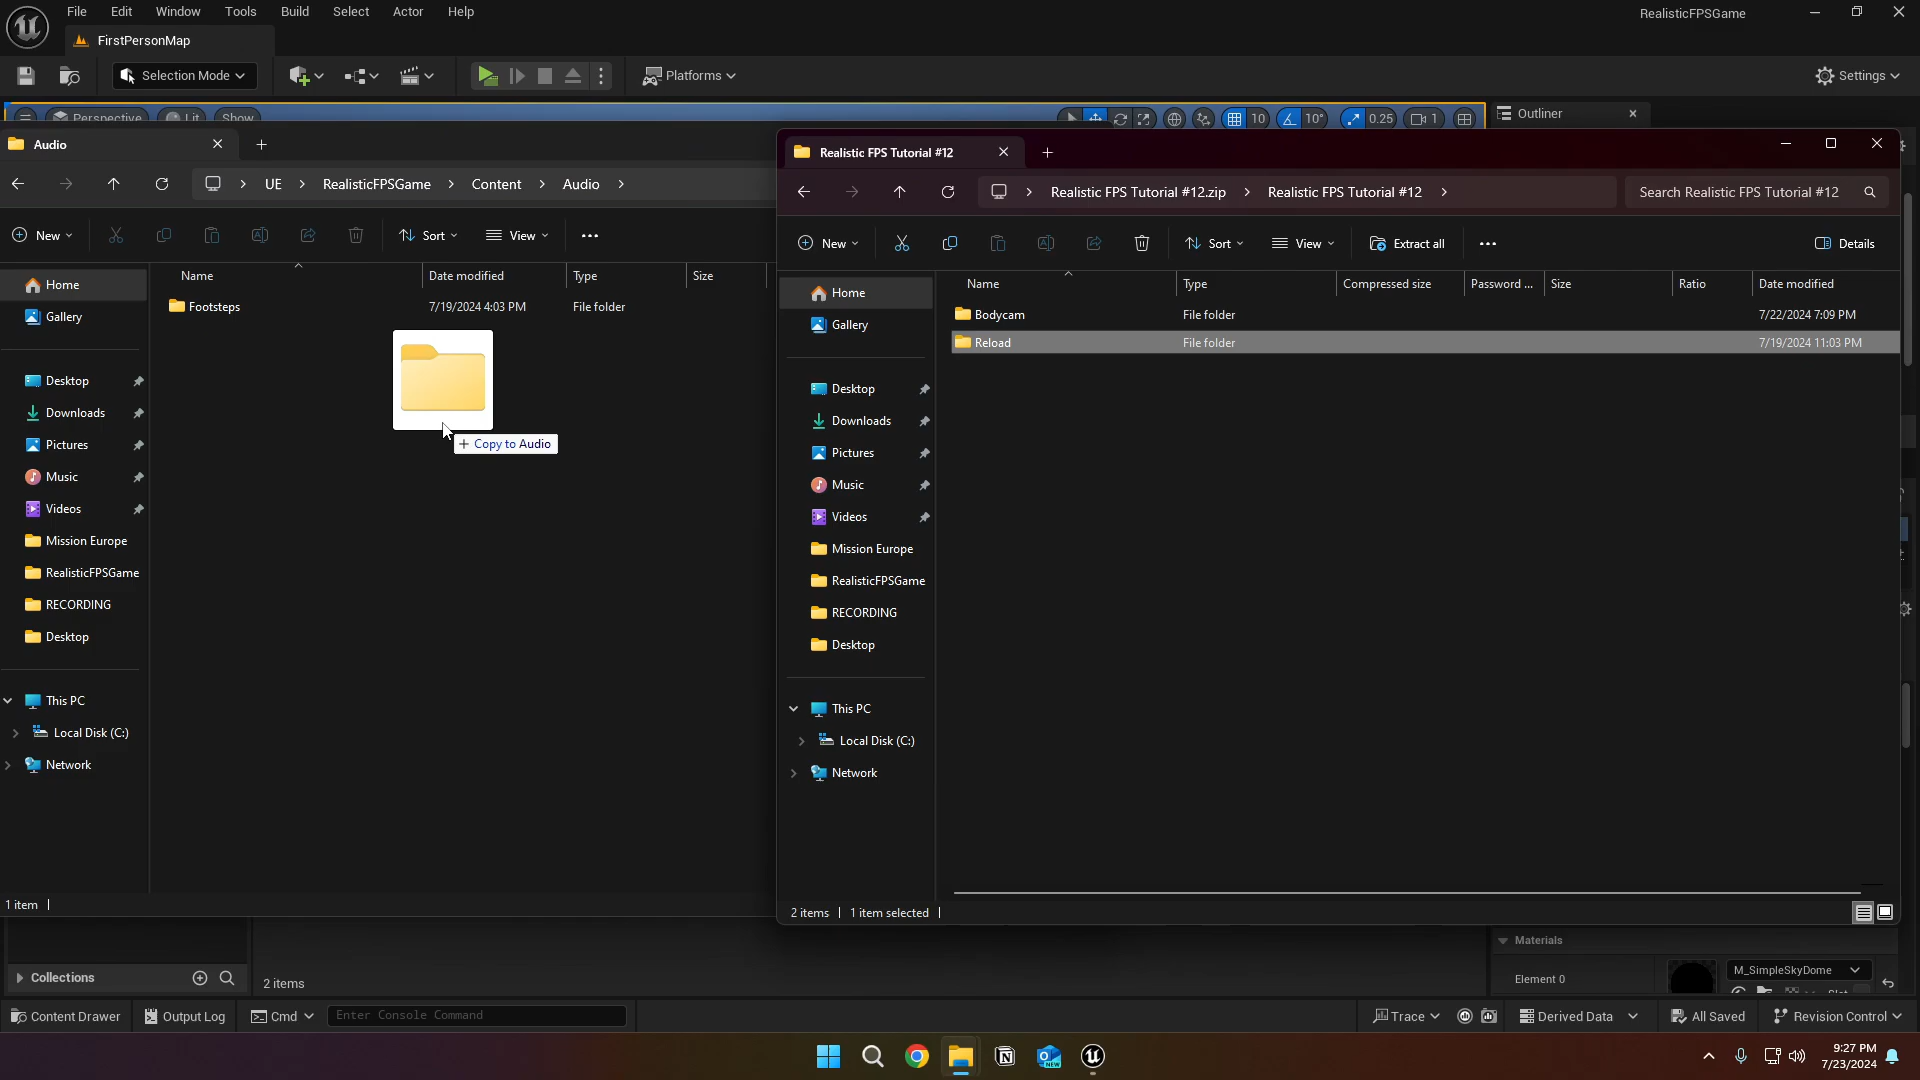 File Edit Window Tools Build Select Actor Help
RealisticFPSGame
FirstPersonMap
Selection Mode
Platforms
Settings
Perspective Lit Show
10 10° 0.25 1
Outliner
Audio
UE > RealisticFPSGame > Content > Audio >
New Sort View
Name Date modified Type Size
Footsteps 7/19/2024 4:03 PM File folder
+ Copy to Audio
Home
Gallery
Desktop
Downloads
Pictures
Music
Videos
Mission Europe
RealisticFPSGame
RECORDING
Desktop
This PC
Local Disk (C:)
Network
1 item
Realistic FPS Tutorial #12
Realistic FPS Tutorial #12.zip > Realistic FPS Tutorial #12 >
Search Realistic FPS Tutorial #12
New Sort View Extract all Details
Name Type Compressed size Password ... Size Ratio Date modified
Bodycam File folder 7/22/2024 7:09 PM
Reload File folder 7/19/2024 11:03 PM
Home
Gallery
Desktop
Downloads
Pictures
Music
Videos
Mission Europe
RealisticFPSGame
RECORDING
Desktop
This PC
Local Disk (C:)
Network
2 items 1 item selected
Materials
Element 0
M_SimpleSkyDome
Collections
2 items
Content Drawer Output Log Cmd Enter Console Command
Trace Derived Data All Saved Revision Control
9:27 PM
7/23/2024